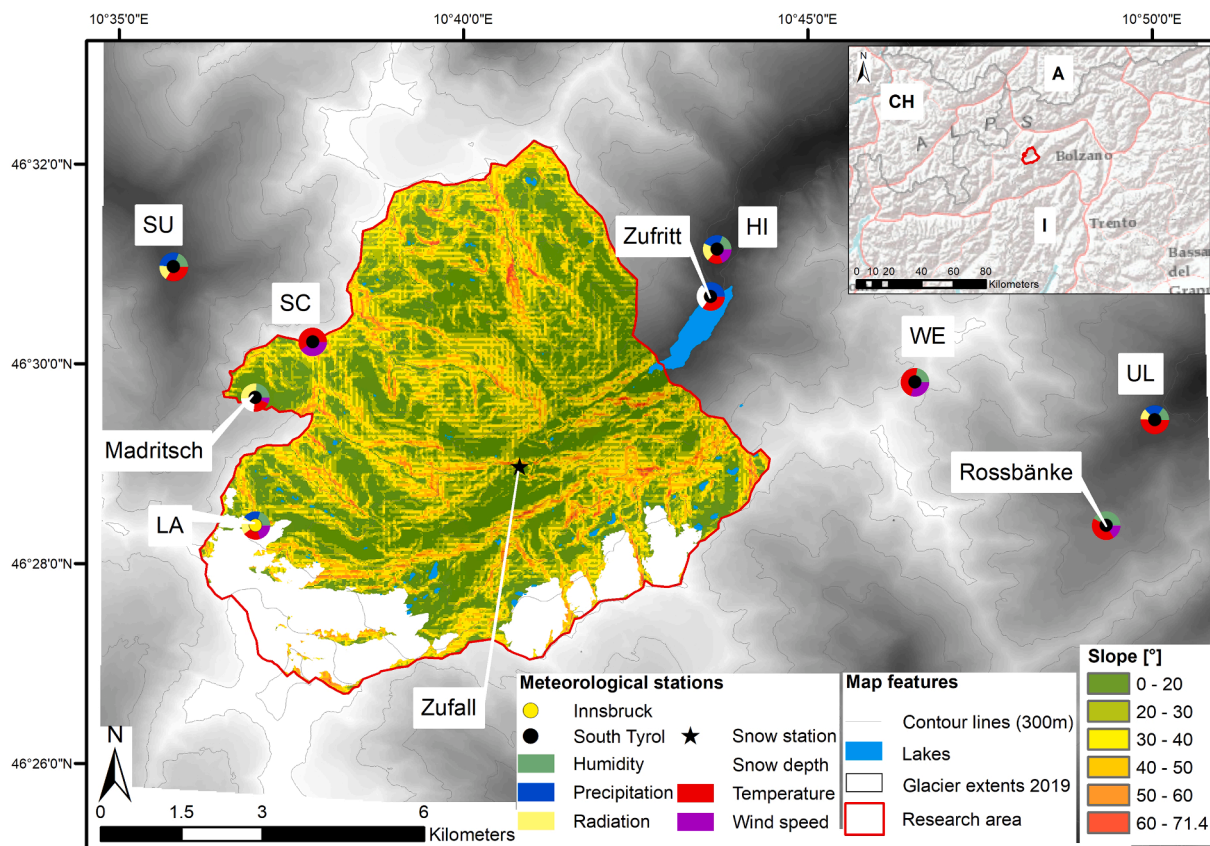 10°35'0"E
10°40'0"E
10°45'0"E
10°50'0"E
N
A
CH
ALPS
Bolzano
I
Trento
Bassa
del
Grapp
0 10 20 40 60 80
Kilometers
46°32'0"N
SU
Zufritt
HI
SC
46°30'0"N
WE
UL
Madritsch
Rossbänke
LA
46°28'0"N
Zufall
Meteorological stations
Innsbruck
South Tyrol
Snow station
Humidity
Snow depth
Precipitation
Temperature
Radiation
Wind speed
Map features
Contour lines (300m)
Lakes
Glacier extents 2019
Research area
Slope [°]
0 - 20
20 - 30
30 - 40
40 - 50
50 - 60
60 - 71.4
N
46°26'0"N
0 1.5 3 6
Kilometers